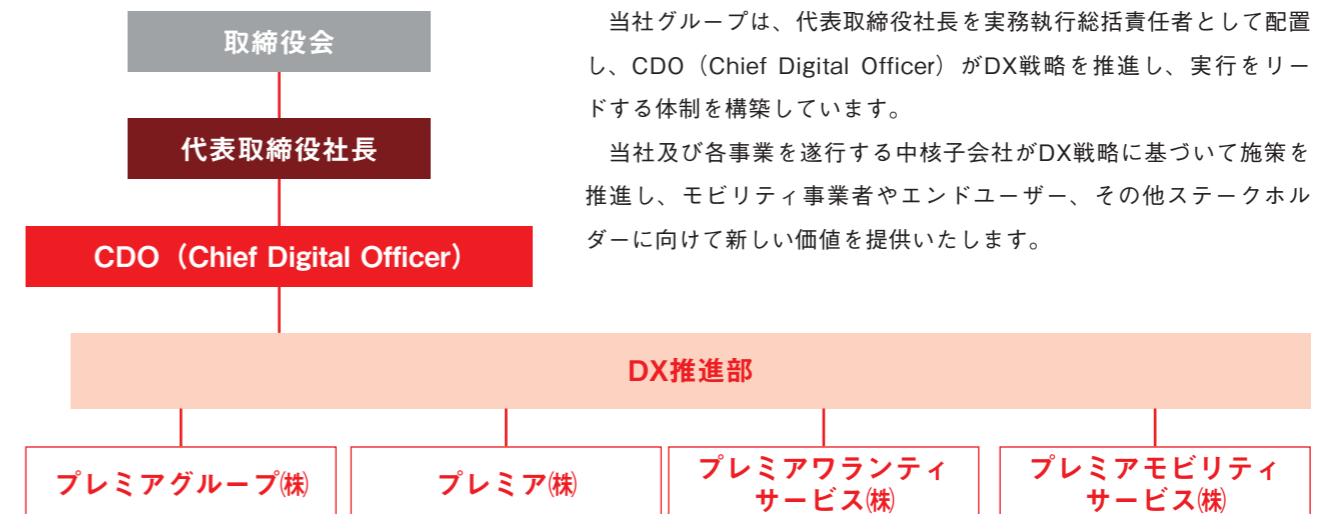 取締役会
代表取締役社長
CDO（Chief Digital Officer）
当社グループは、代表取締役社長を実務執行総括責任者として配置
し、CDO（Chief Digital Officer）がDX戦略を推進し、実行をリー
ドする体制を構築しています。
当社及び各事業を遂行する中核子会社がDX戦略に基づいて施策を
推進し、モビリティ事業者やエンドユーザー、その他ステークホル
ダーに向けて新しい価値を提供いたします。
DX推進部
プレミアグループ㈱
プレミア㈱
プレミアワランティ
サービス㈱
プレミアモビリティ
サービス㈱